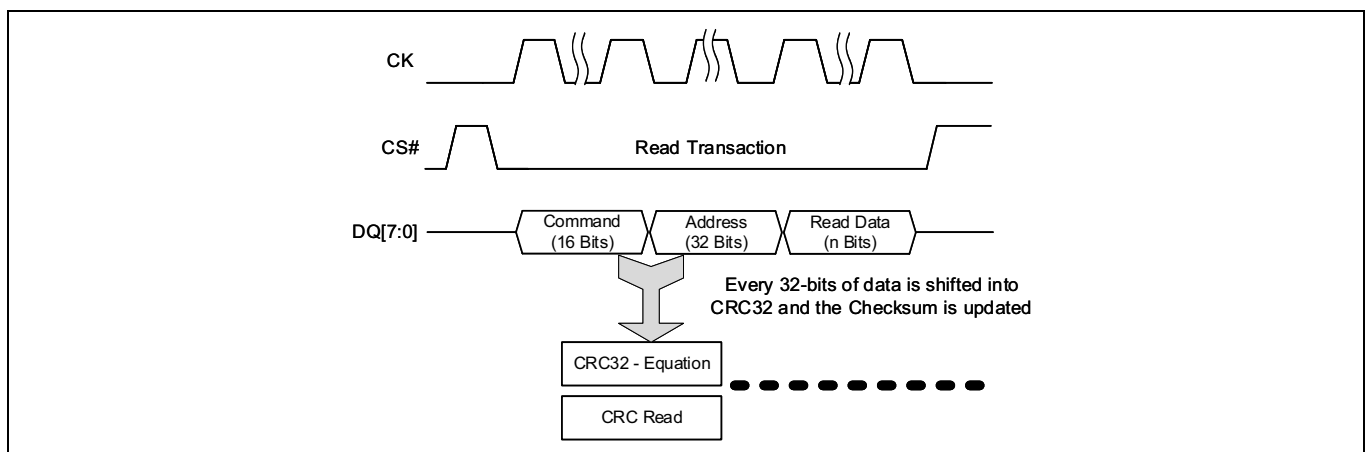 CK
CS#
Read Transaction
DQ[7:0]
Command
(16 Bits)
Address
(32 Bits)
Read Data
(n Bits)
Every 32-bits of data is shifted into
CRC32 and the Checksum is updated
CRC32 - Equation
CRC Read